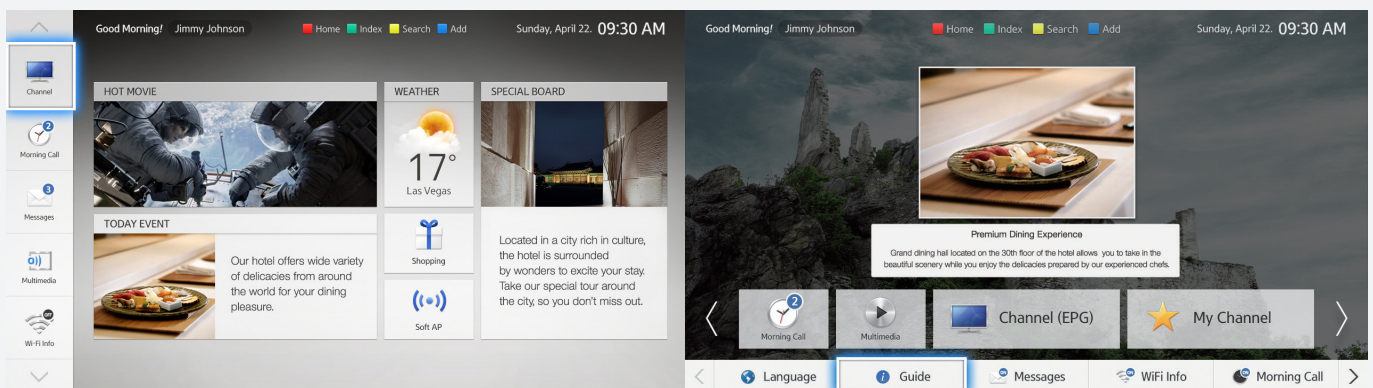 Good Morning! Jimmy Johnson
Home Index Search Add
Sunday, April 22. 09:30 AM
Channel
2
Morning Call
3
Messages
Multimedia
OFF
Wi-Fi Info
HOT MOVIE
WEATHER
17°
Las Vegas
SPECIAL BOARD
TODAY EVENT
Our hotel offers wide variety
of delicacies from around
the world for your dining
pleasure.
Shopping
Soft AP
Located in a city rich in culture,
the hotel is surrounded
by wonders to excite your stay.
Take our special tour around
the city, so you don't miss out.
Good Morning! Jimmy Johnson
Home Index Search Add
Sunday, April 22. 09:30 AM
Premium Dining Experience
Grand dining hall located on the 30th floor of the hotel allows you to take in the
beautiful scenery while you enjoy the delicacies prepared by our experienced chefs.
2
Morning Call
Multimedia
Channel (EPG)
My Channel
Language
Guide
ON
Messages
ON
WiFi Info
ON
Morning Call